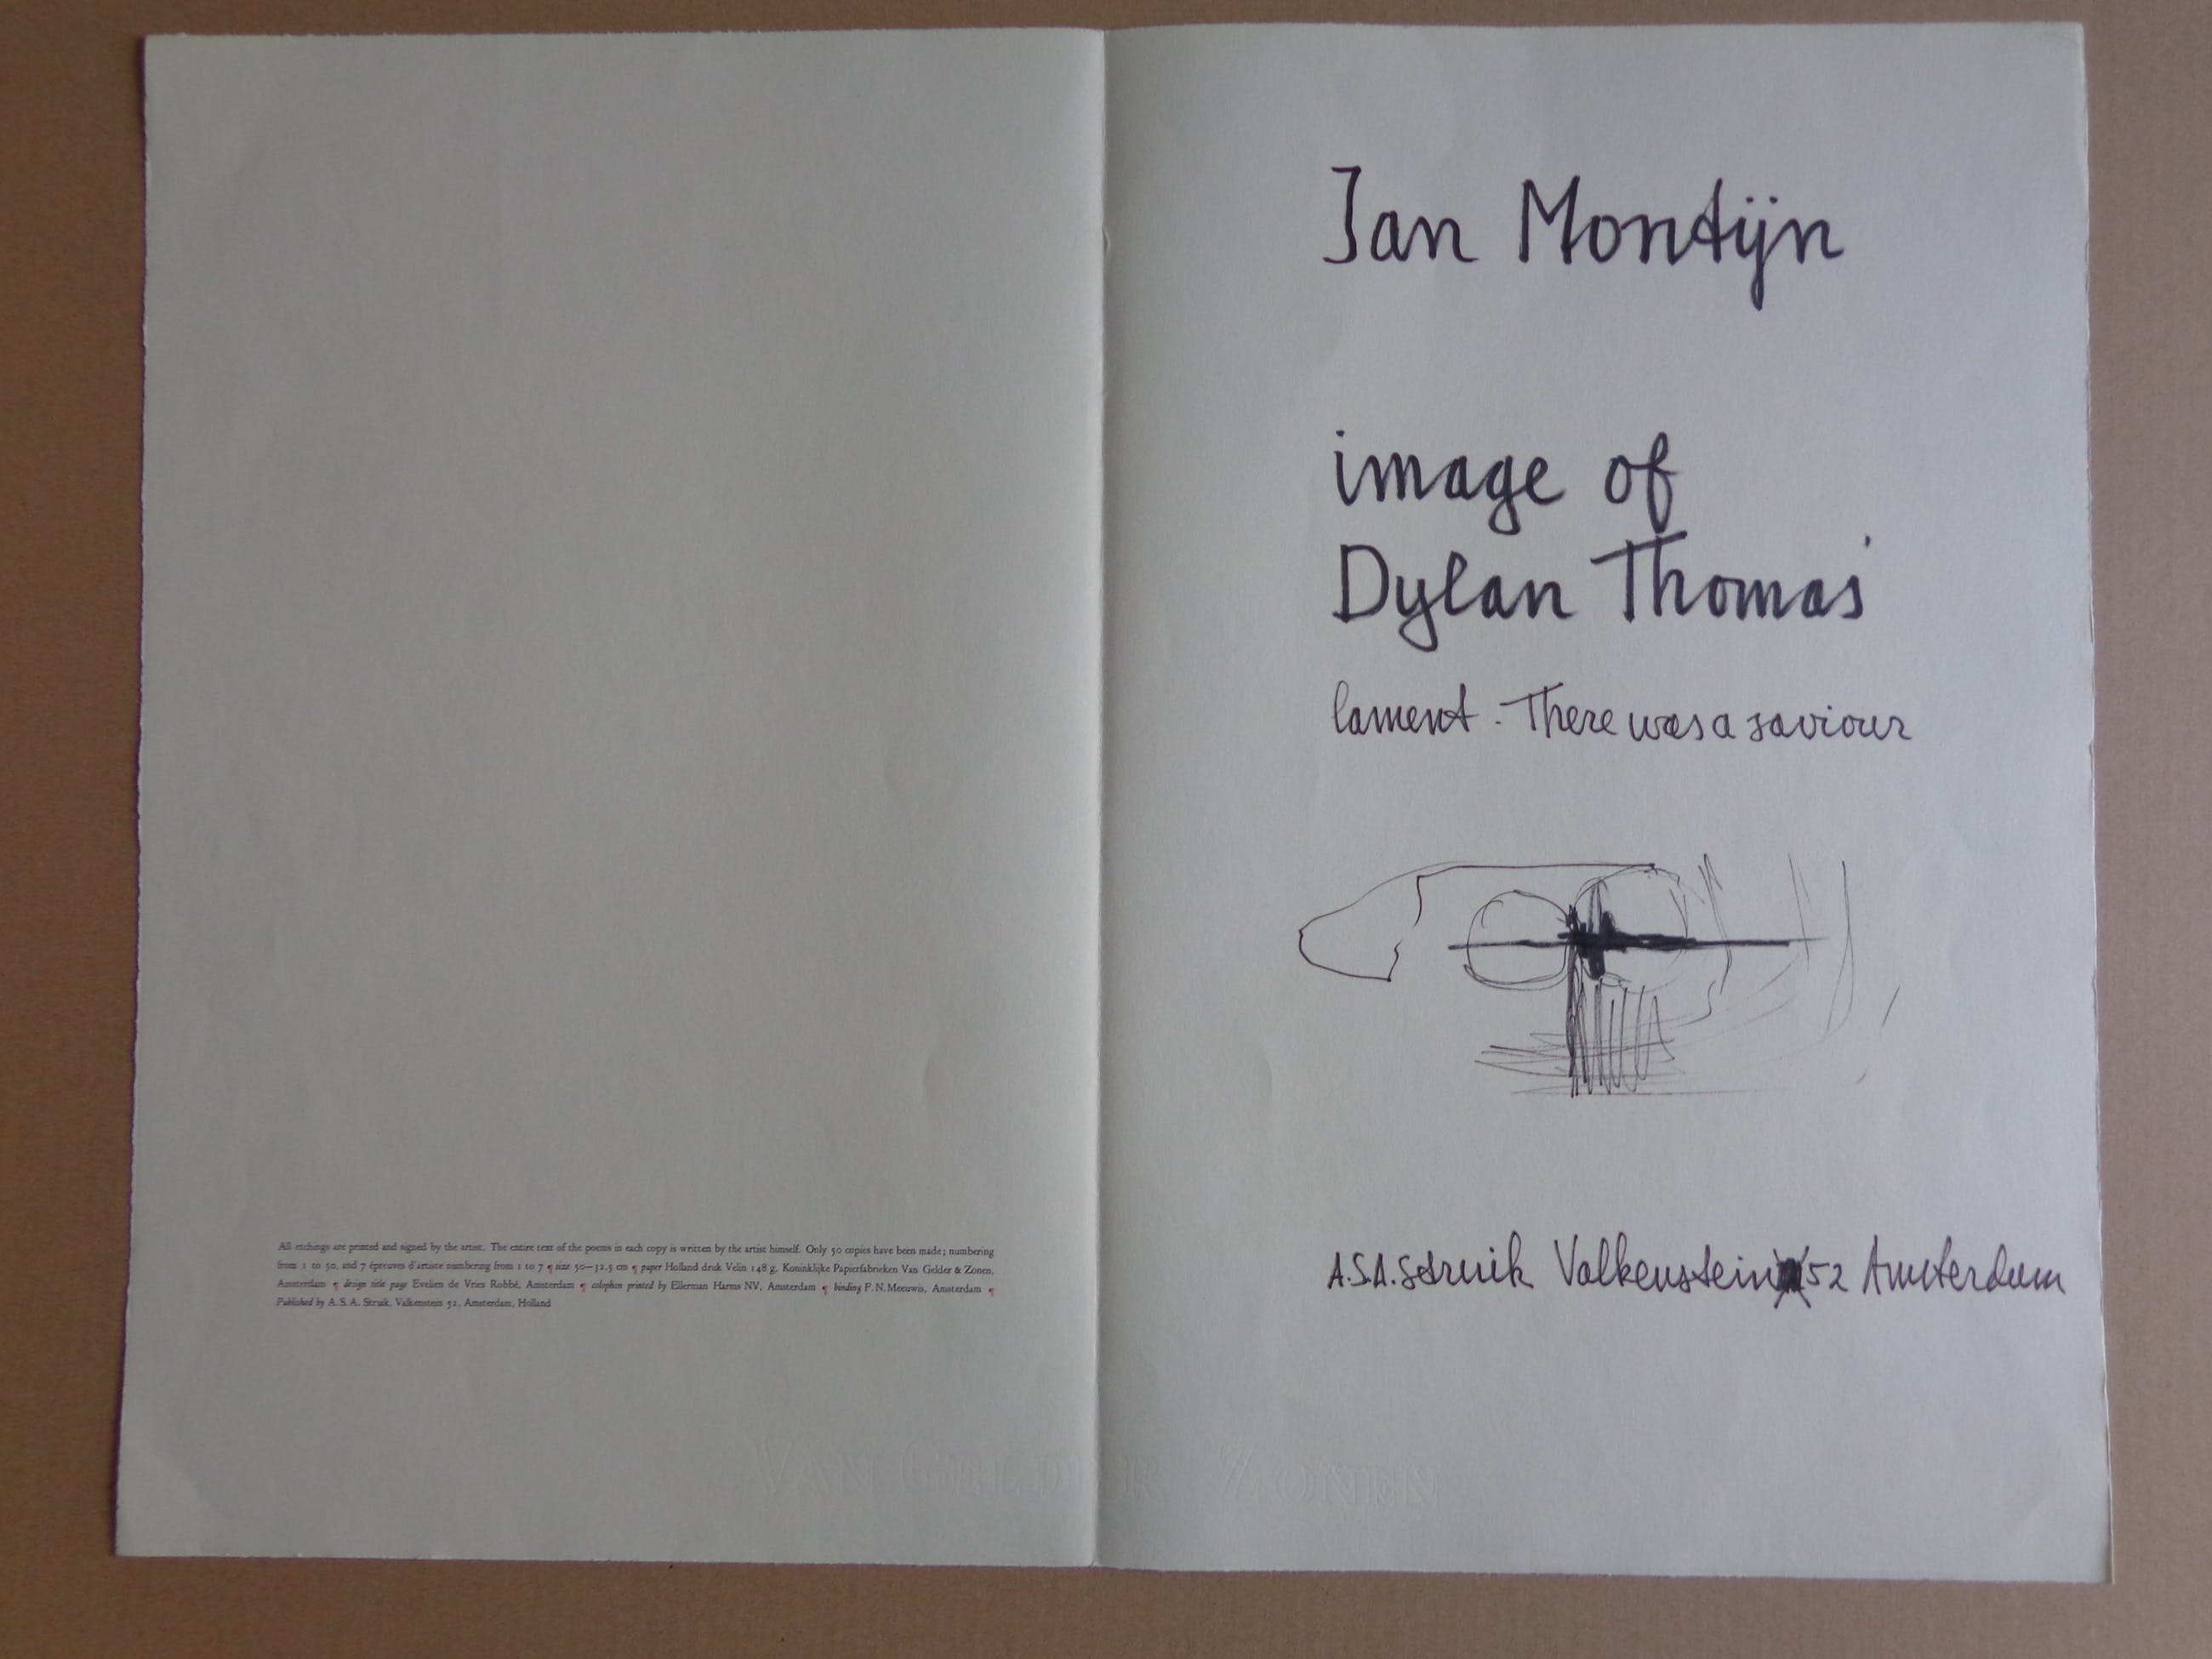 All etchings are printed and signed by the artist. The entire text of the poems in each copy is written by the artist himself. Only 50 copies have been made; numbering
from 1 to 50, and 7 épreuves d'artiste numbering from 1 to 7 ¶ size 50—32.5 cm ¶ paper Holland druk Velin 148 g, Koninklijke Papierfabrieken Van Gelder & Zonen,
Amsterdam ¶ design title page Evelien de Vries Robbé, Amsterdam ¶ colophon printed by Ellerman Harms NV, Amsterdam ¶ binding F. N. Meeuwis, Amsterdam ¶
Published by A. S. A. Struik, Valkenstein 52, Amsterdam, Holland
VAN GELDER ZONEN
Jan Montijn
image of
Dylan Thomas
lament - There was a saviour
A.S.A. Struik Valkenstein 52 Amsterdam